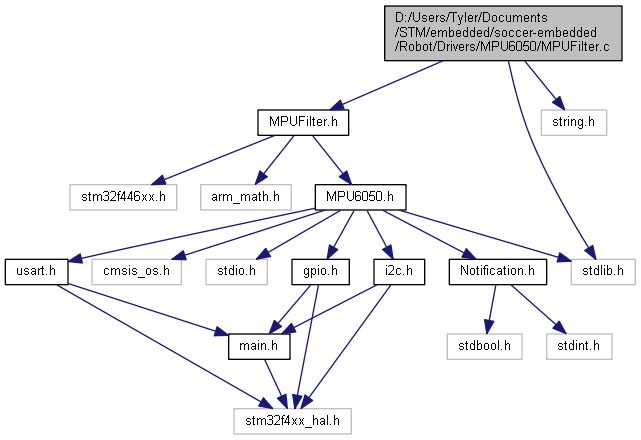 D:/Users/Tyler/Documents
/STM/embedded/soccer-embedded
/Robot/Drivers/MPU6050/MPUFilter.c
MPUFilter.h
string.h
stm32f446xx.h
arm_math.h
MPU6050.h
usart.h
cmsis_os.h
stdio.h
gpio.h
i2c.h
Notification.h
stdlib.h
main.h
stdbool.h
stdint.h
stm32f4xx_hal.h